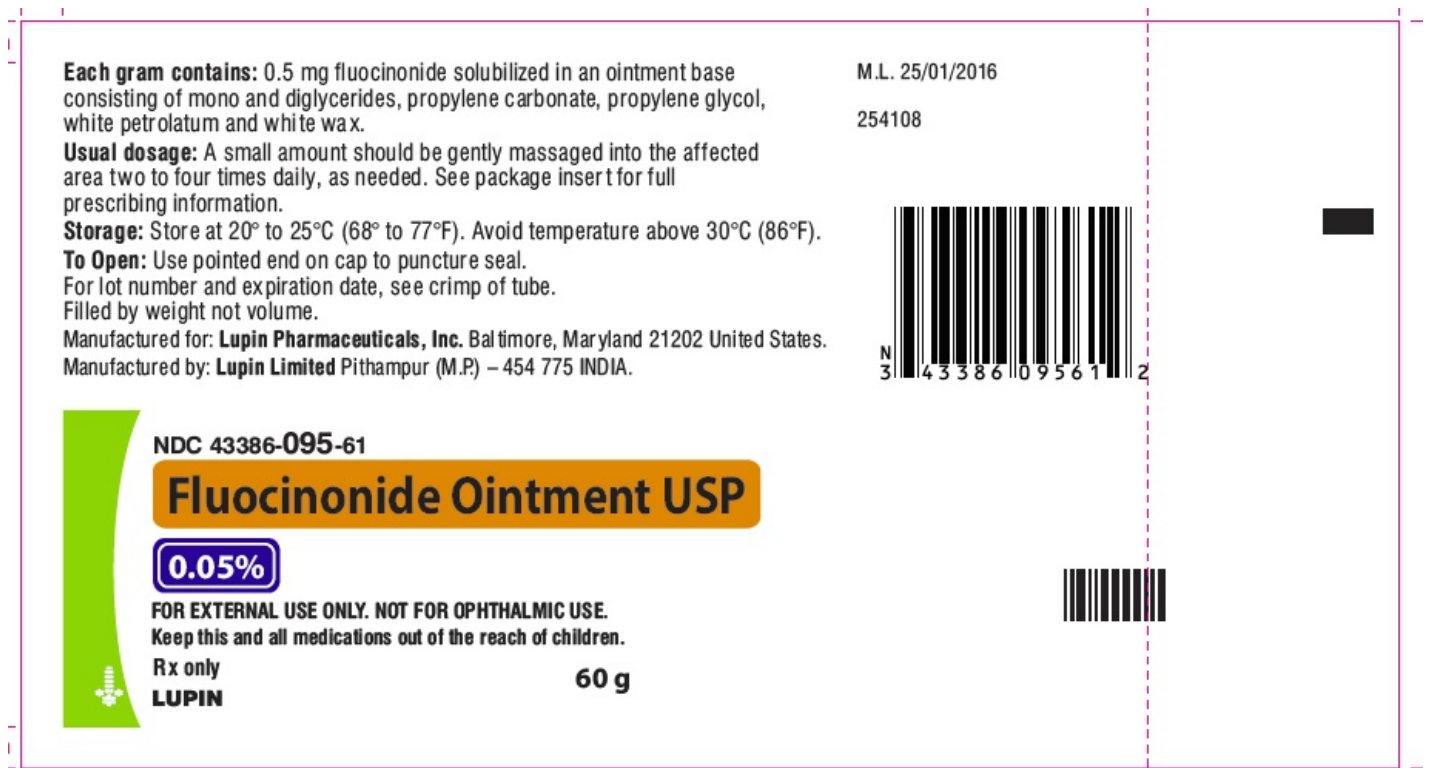 Each gram contains: 0.5 mg fluocinonide solubilized in an ointment base
consisting of mono and diglycerides, propylene carbonate, propylene glycol,
white petrolatum and white wax.
Usual dosage: A small amount should be gently massaged into the affected
area two to four times daily, as needed. See package insert for full
prescribing information.
Storage: Store at 20° to 25°C (68° to 77°F). Avoid temperature above 30°C (86°F).
To Open: Use pointed end on cap to puncture seal.
For lot number and expiration date, see crimp of tube.
Filled by weight not volume.
Manufactured for: Lupin Pharmaceuticals, Inc. Baltimore, Maryland 21202 United States.
Manufactured by: Lupin Limited Pithampur (M.P.) – 454 775 INDIA.
M.L. 25/01/2016
254108
N
3 43386 09561 2
NDC 43386-095-61
Fluocinonide Ointment USP
0.05%
FOR EXTERNAL USE ONLY. NOT FOR OPHTHALMIC USE.
Keep this and all medications out of the reach of children.
Rx only
60 g
LUPIN